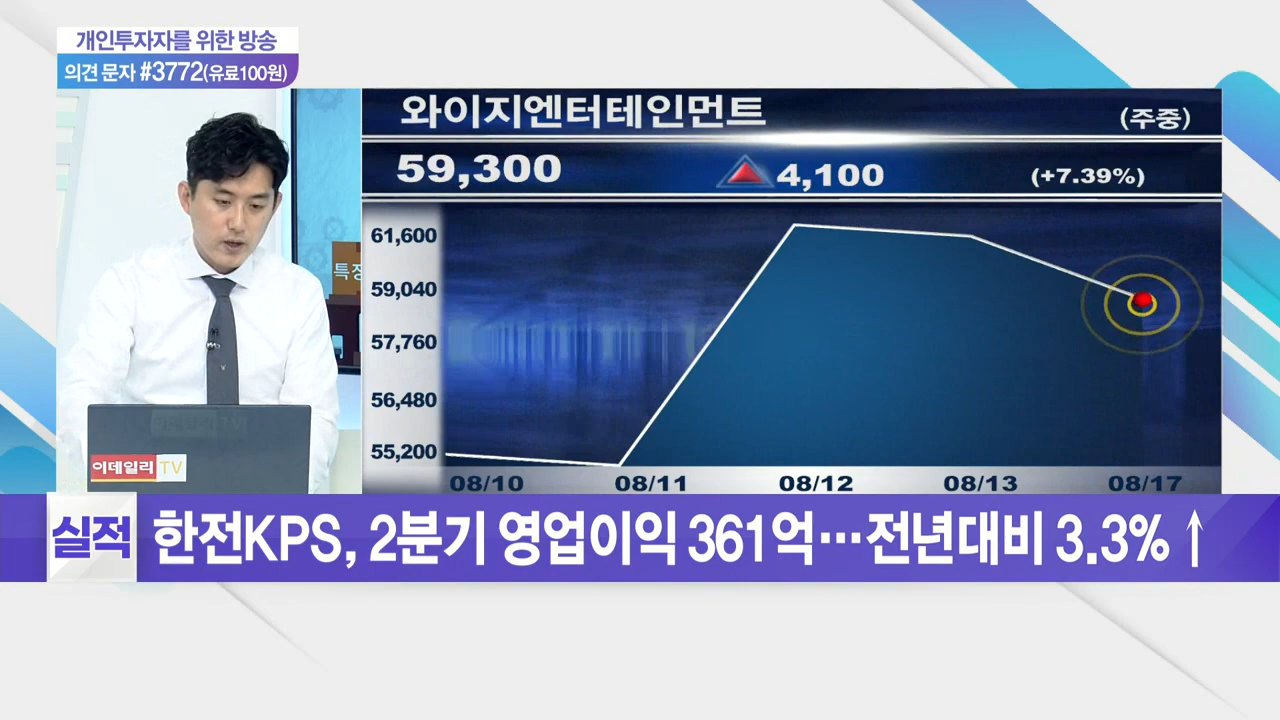 개인투자자를 위한 방송
의견 문자 #3772(유료100원)
와이지엔터테인먼트
(주중)
59,300
4,100
(+7.39%)
61,600
59,040
57,760
56,480
55,200
08/10
08/11
08/12
08/13
08/17
특징
이데일리TV
실적
한전KPS, 2분기 영업이익 361억…전년대비 3.3%↑